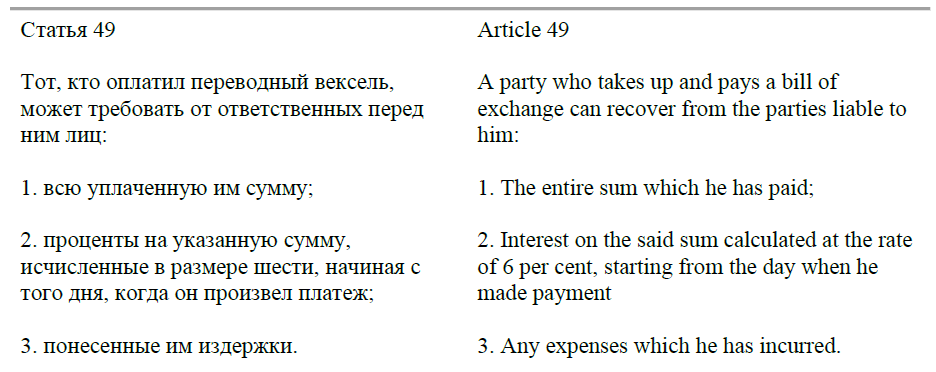 Статья 49
Тот, кто оплатил переводный вексель,
может требовать от ответственных перед
ним лиц:
1. всю уплаченную им сумму;
2. проценты на указанную сумму,
исчисленные в размере шести, начиная с
того дня, когда он произвел платеж;
3. понесенные им издержки.
Article 49
A party who takes up and pays a bill of
exchange can recover from the parties liable to
him:
1. The entire sum which he has paid;
2. Interest on the said sum calculated at the rate
of 6 per cent, starting from the day when he
made payment
3. Any expenses which he has incurred.